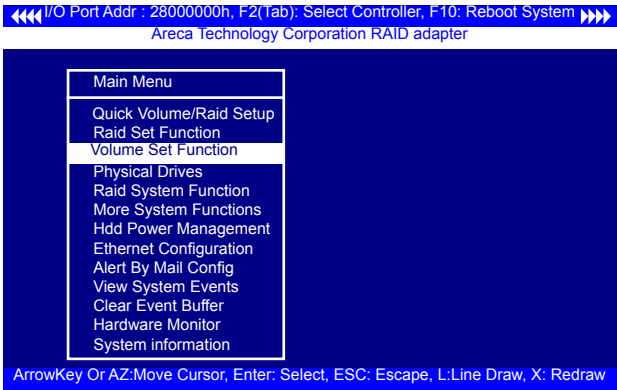 I/O Port Addr : 28000000h, F2(Tab): Select Controller, F10: Reboot System
Areca Technology Corporation RAID adapter
Main Menu
Quick Volume/Raid Setup
Raid Set Function
Volume Set Function
Physical Drives
Raid System Function
More System Functions
Hdd Power Management
Ethernet Configuration
Alert By Mail Config
View System Events
Clear Event Buffer
Hardware Monitor
System information
ArrowKey Or AZ:Move Cursor, Enter: Select, ESC: Escape, L:Line Draw, X: Redraw